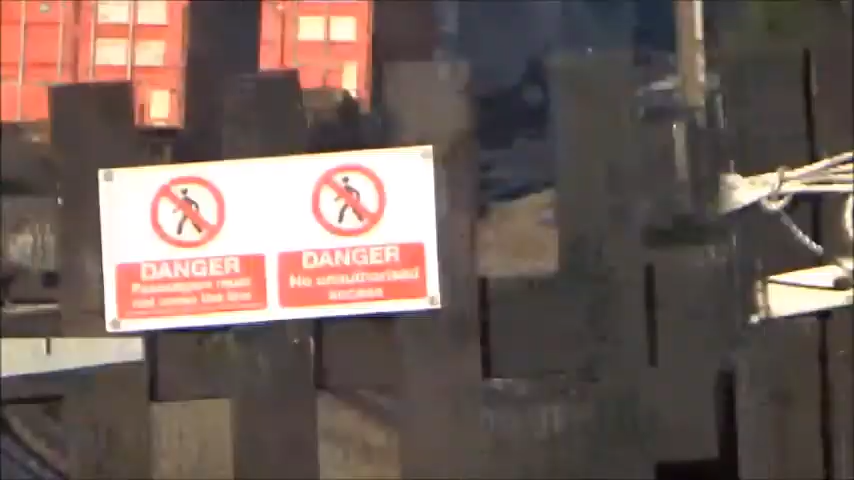 DANGER
Passengers must
not cross the line
DANGER
No unauthorised
access